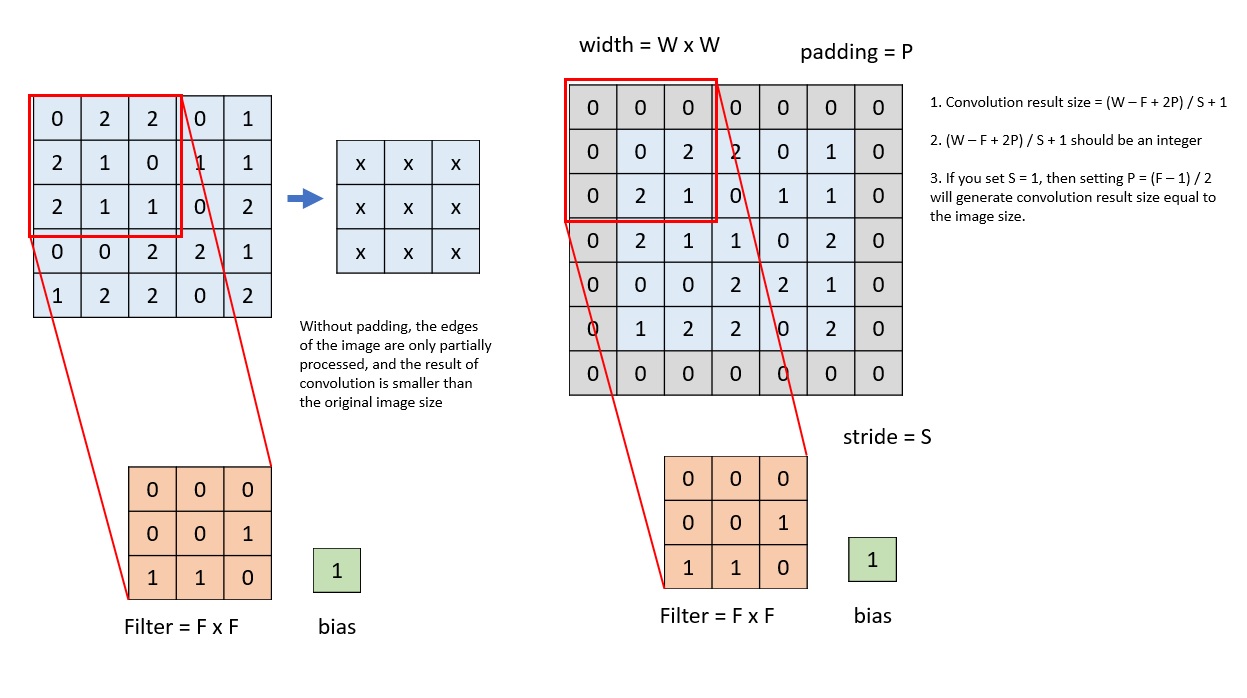 width = W x W
padding = P
0 2 2 0 1
2 1 0 1 1
2 1 1 0 2
0 0 2 2 1
1 2 2 0 2
x x x
x x x
x x x
Without padding, the edges
of the image are only partially
processed, and the result of
convolution is smaller than
the original image size
0 0 0
0 0 1
1 1 0
1
Filter = F x F
bias
0 0 0 0 0 0 0
0 0 2 2 0 1 0
0 2 1 0 1 1 0
0 2 1 1 0 2 0
0 0 0 2 2 1 0
0 1 2 2 0 2 0
0 0 0 0 0 0 0
1. Convolution result size = (W – F + 2P) / S + 1
2. (W – F + 2P) / S + 1 should be an integer
3. If you set S = 1, then setting P = (F – 1) / 2
will generate convolution result size equal to
the image size.
stride = S
0 0 0
0 0 1
1 1 0
1
Filter = F x F
bias